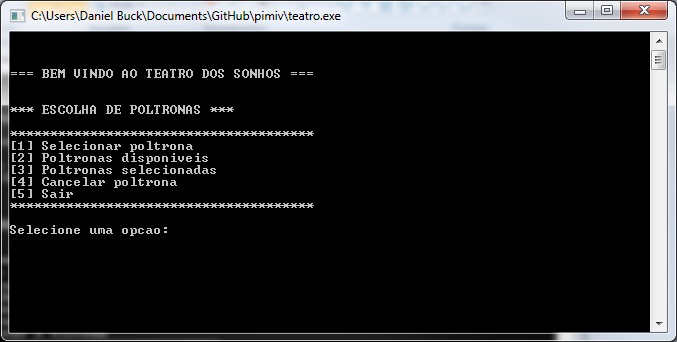 C:\Users\Daniel Buck\Documents\GitHub\pimiv\teatro.exe
=== BEM VINDO AO TEATRO DOS SONHOS ===
*** ESCOLHA DE POLTRONAS ***
**************************************
[1] Selecionar poltrona
[2] Poltronas disponiveis
[3] Poltronas selecionadas
[4] Cancelar poltrona
[5] Sair
**************************************
Selecione uma opcao: